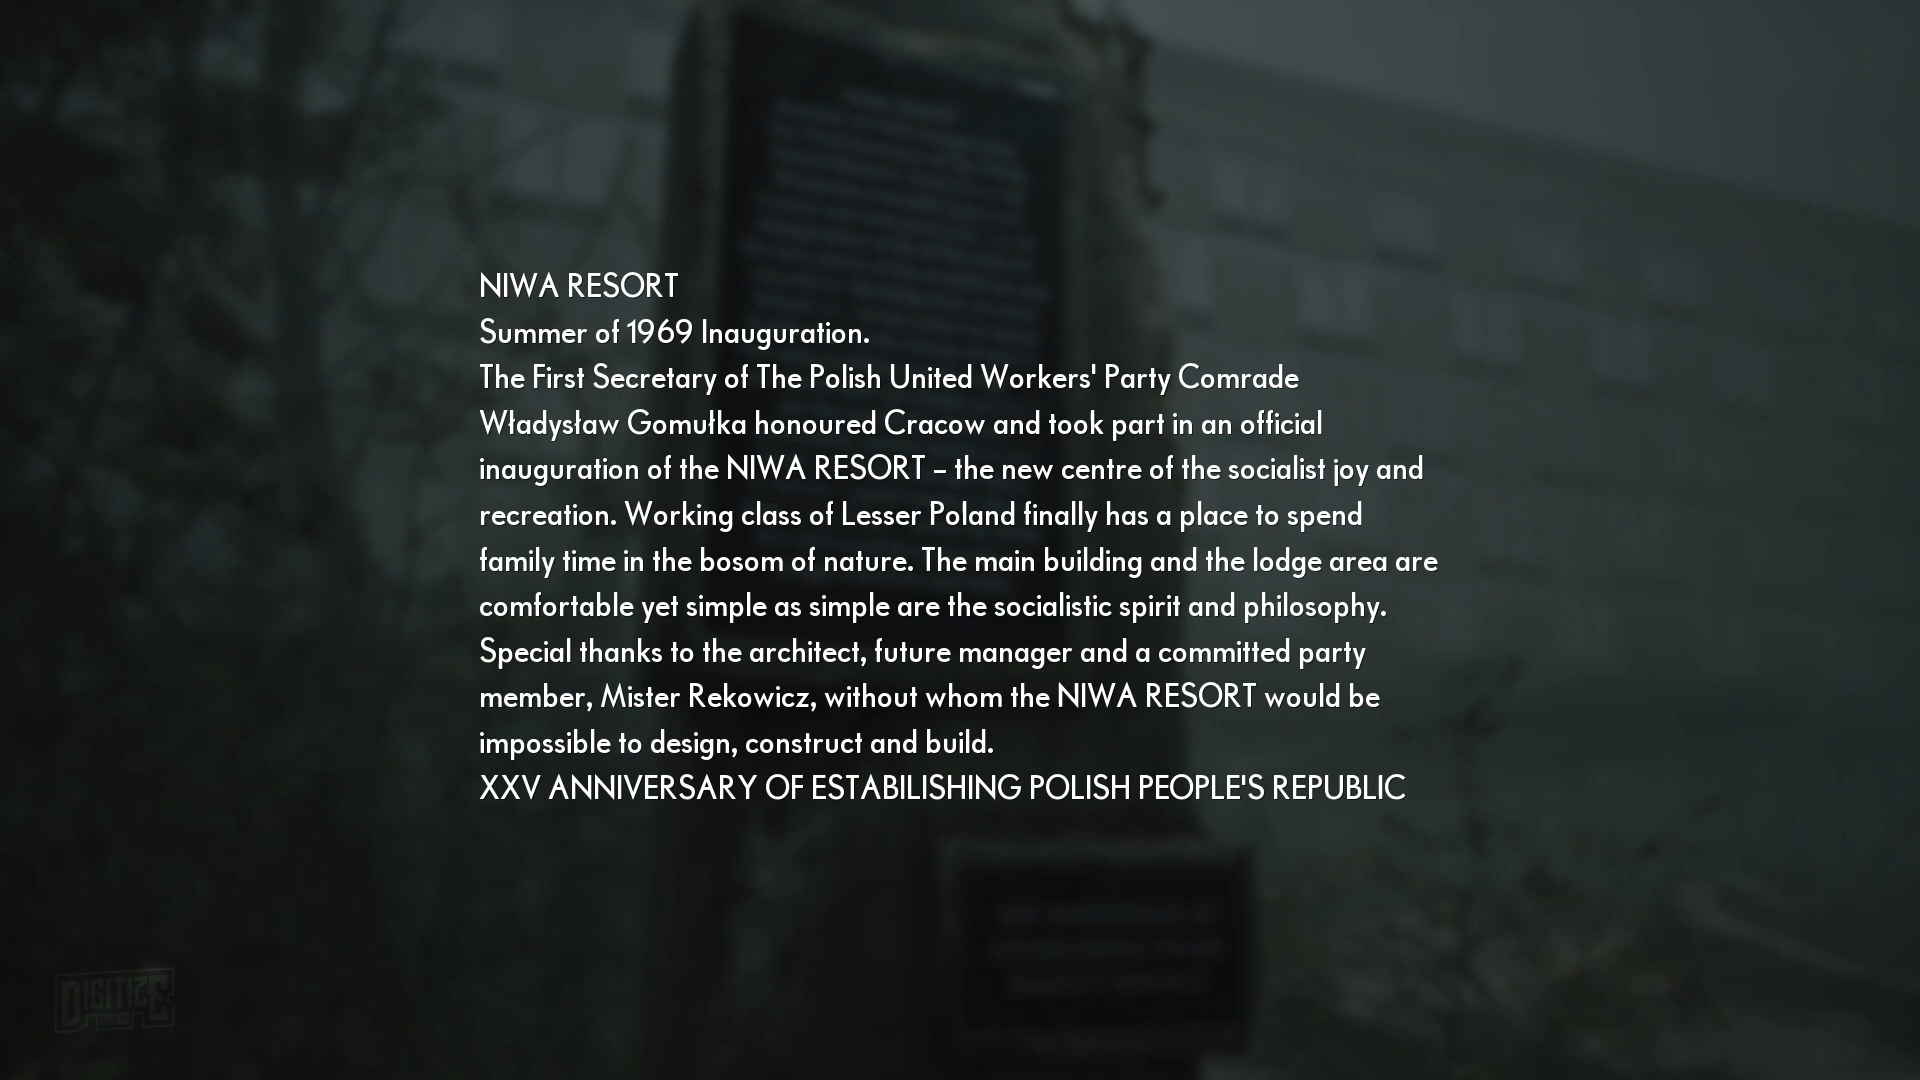 NIWA RESORT
Summer of 1969 Inauguration.
The First Secretary of The Polish United Workers' Party Comrade
Władysław Gomułka honoured Cracow and took part in an official
inauguration of the NIWA RESORT – the new centre of the socialist joy and
recreation. Working class of Lesser Poland finally has a place to spend
family time in the bosom of nature. The main building and the lodge area are
comfortable yet simple as simple are the socialistic spirit and philosophy.
Special thanks to the architect, future manager and a committed party
member, Mister Rekowicz, without whom the NIWA RESORT would be
impossible to design, construct and build.
XXV ANNIVERSARY OF ESTABILISHING POLISH PEOPLE'S REPUBLIC
DIGITIZE